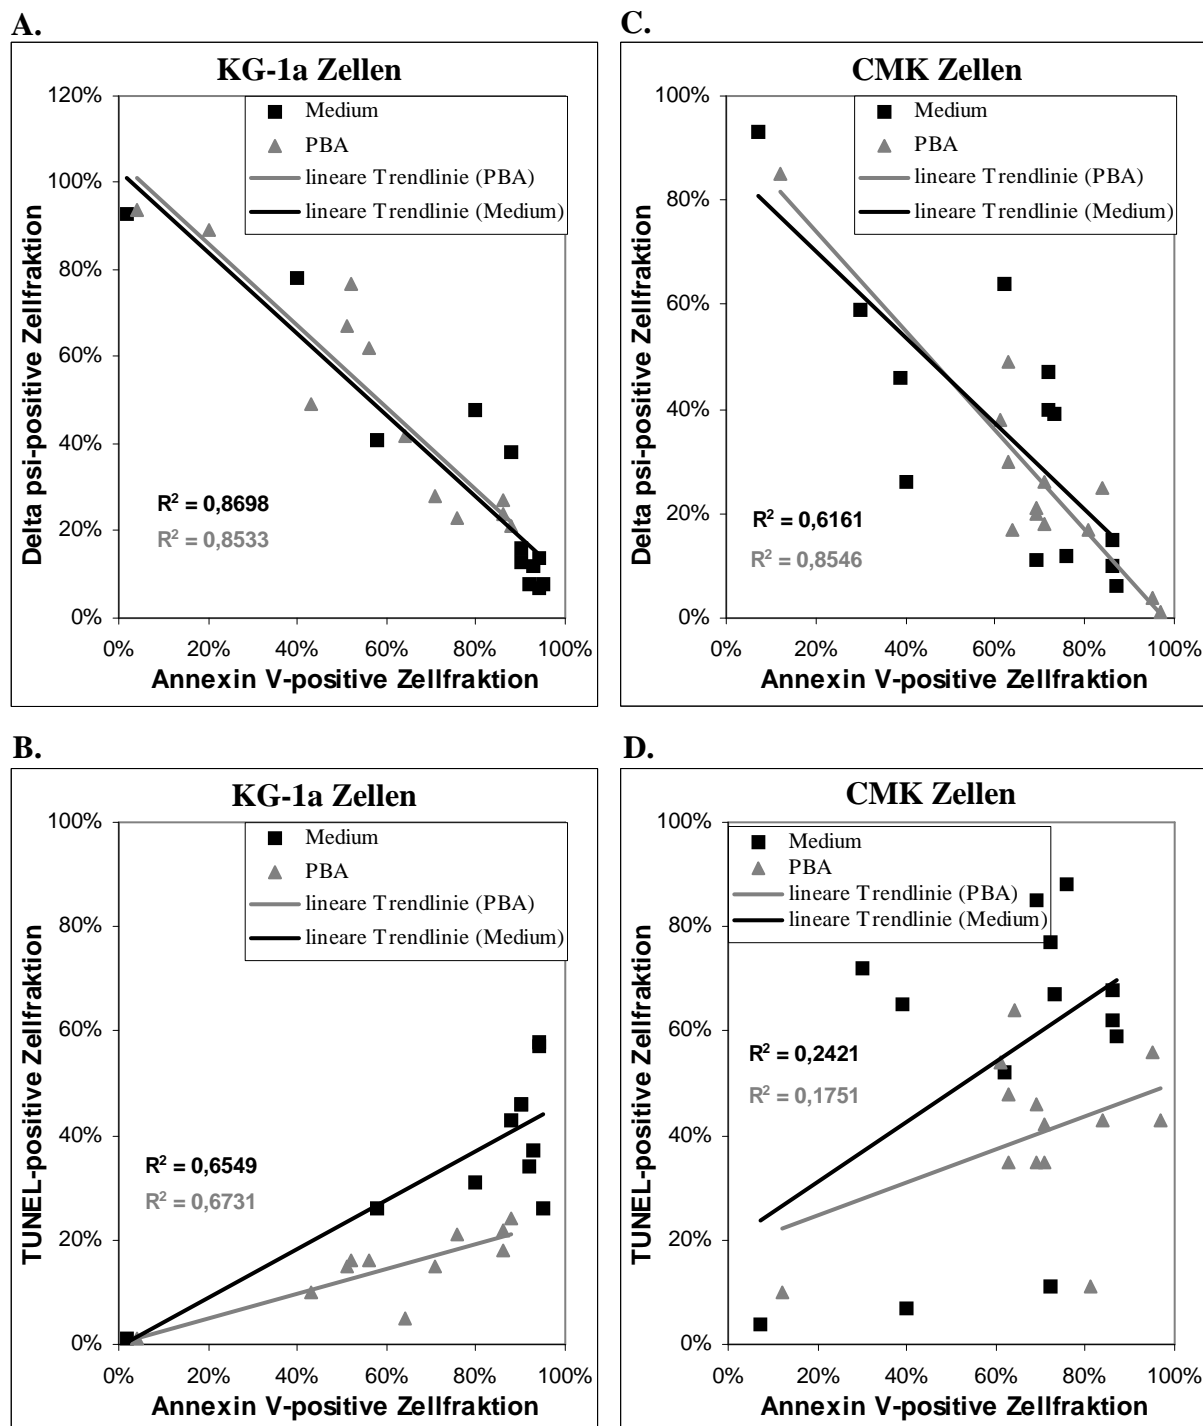 A.
KG-1a Zellen
120%
100%
80%
60%
40%
20%
0%
Delta psi-positive Zellfraktion
Medium
PBA
lineare Trendlinie (PBA)
lineare Trendlinie (Medium)
R² = 0,8698
R² = 0,8533
0% 20% 40% 60% 80% 100%
Annexin V-positive Zellfraktion
C.
CMK Zellen
100%
80%
60%
40%
20%
0%
Delta psi-positive Zellfraktion
Medium
PBA
lineare Trendlinie (PBA)
lineare Trendlinie (Medium)
R² = 0,6161
R² = 0,8546
0% 20% 40% 60% 80% 100%
Annexin V-positive Zellfraktion
B.
KG-1a Zellen
100%
80%
60%
40%
20%
0%
TUNEL-positive Zellfraktion
Medium
PBA
lineare Trendlinie (PBA)
lineare Trendlinie (Medium)
R² = 0,6549
R² = 0,6731
0% 20% 40% 60% 80% 100%
Annexin V-positive Zellfraktion
D.
CMK Zellen
100%
80%
60%
40%
20%
0%
TUNEL-positive Zellfraktion
Medium
PBA
lineare Trendlinie (PBA)
lineare Trendlinie (Medium)
R² = 0,2421
R² = 0,1751
0% 20% 40% 60% 80% 100%
Annexin V-positive Zellfraktion